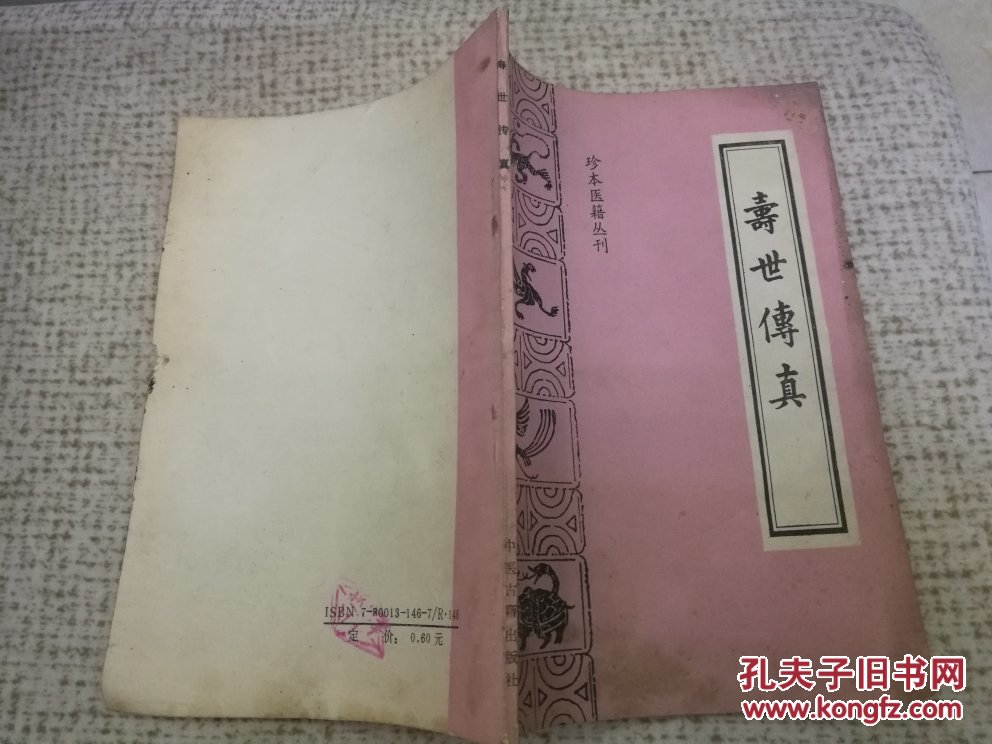 珍本医籍丛刊
壽世傳真
寿世传真
中医古籍出版社
ISBN 7-80013-146-7/R·146
定 价：0.60元
孔夫子旧书网
www.kongfz.com